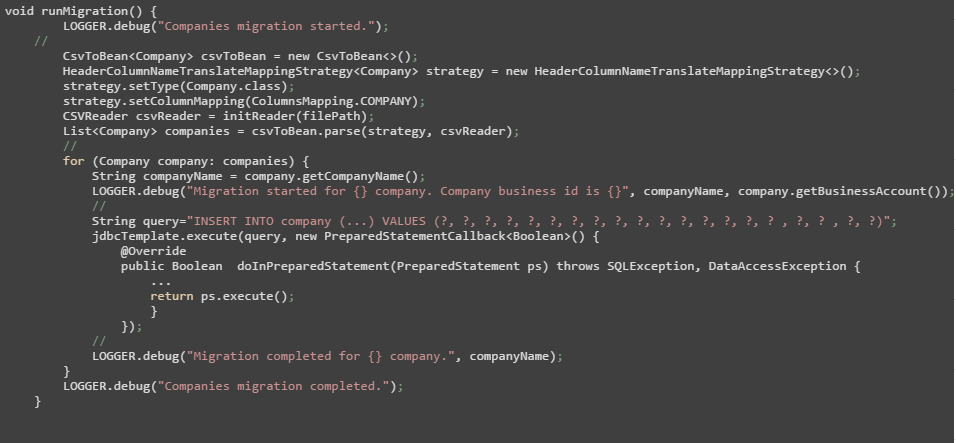 void runMigration() {
LOGGER.debug("Companies migration started.");
//
CsvToBean<Company> csvToBean = new CsvToBean<>();
HeaderColumnNameTranslateMappingStrategy<Company> strategy = new HeaderColumnNameTranslateMappingStrategy<>();
strategy.setType(Company.class);
strategy.setColumnMapping(ColumnsMapping.COMPANY);
CSVReader csvReader = initReader(filePath);
List<Company> companies = csvToBean.parse(strategy, csvReader);
//
for (Company company: companies) {
String companyName = company.getCompanyName();
LOGGER.debug("Migration started for {} company. Company business id is {}", companyName, company.getBusinessAccount());
//
String query="INSERT INTO company (...) VALUES (?, ?, ?, ?, ?, ?, ?, ?, ?, ?, ?, ?, ?, ?, ?, ? , ?, ? , ?, ?)";
jdbcTemplate.execute(query, new PreparedStatementCallback<Boolean>() {
@Override
public Boolean  doInPreparedStatement(PreparedStatement ps) throws SQLException, DataAccessException {
...
return ps.execute();
}
});
//
LOGGER.debug("Migration completed for {} company.", companyName);
}
LOGGER.debug("Companies migration completed.");
}